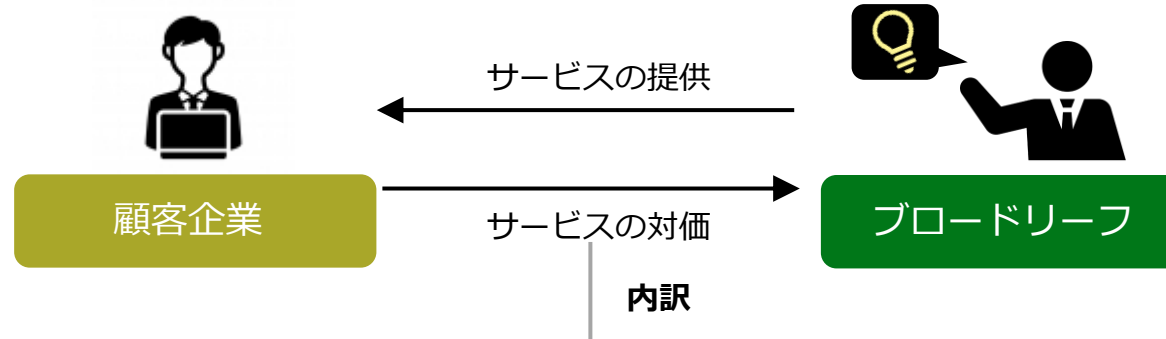 サービスの提供
顧客企業
サービスの対価
ブロードリーフ
内訳